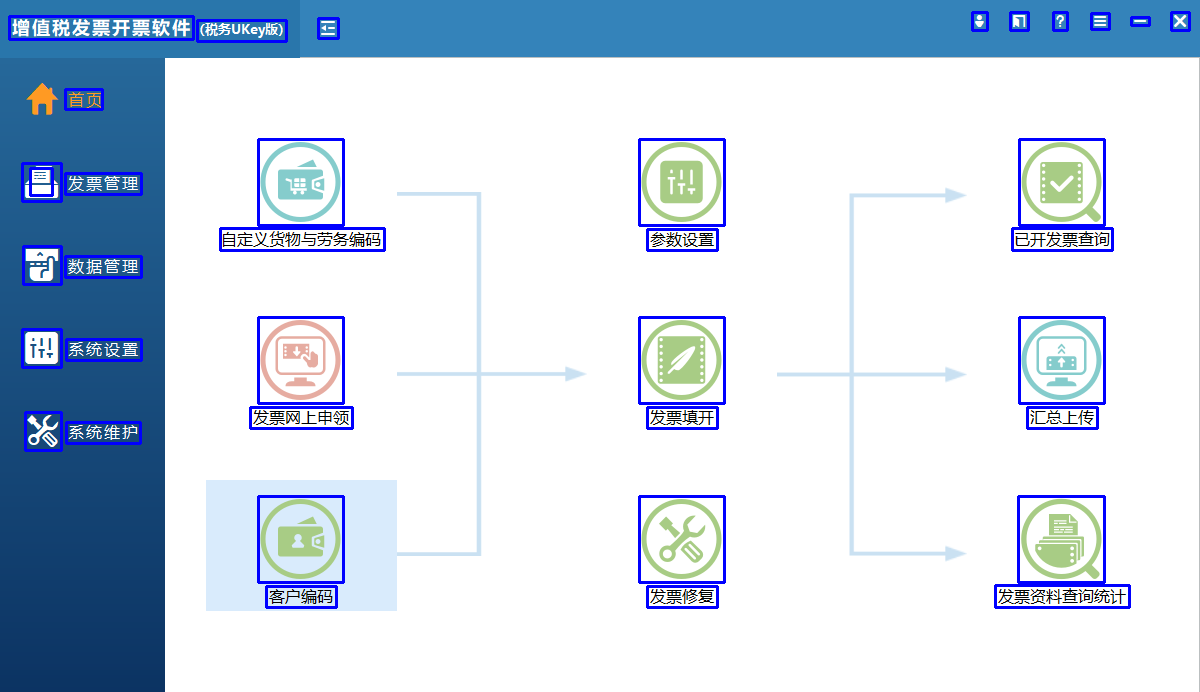 增值税发票开票软件 (税务UKey版)
首页
发票管理
数据管理
系统设置
系统维护
自定义货物与劳务编码
参数设置
已开发票查询
发票网上申领
发票填开
汇总上传
客户编码
发票修复
发票资料查询统计